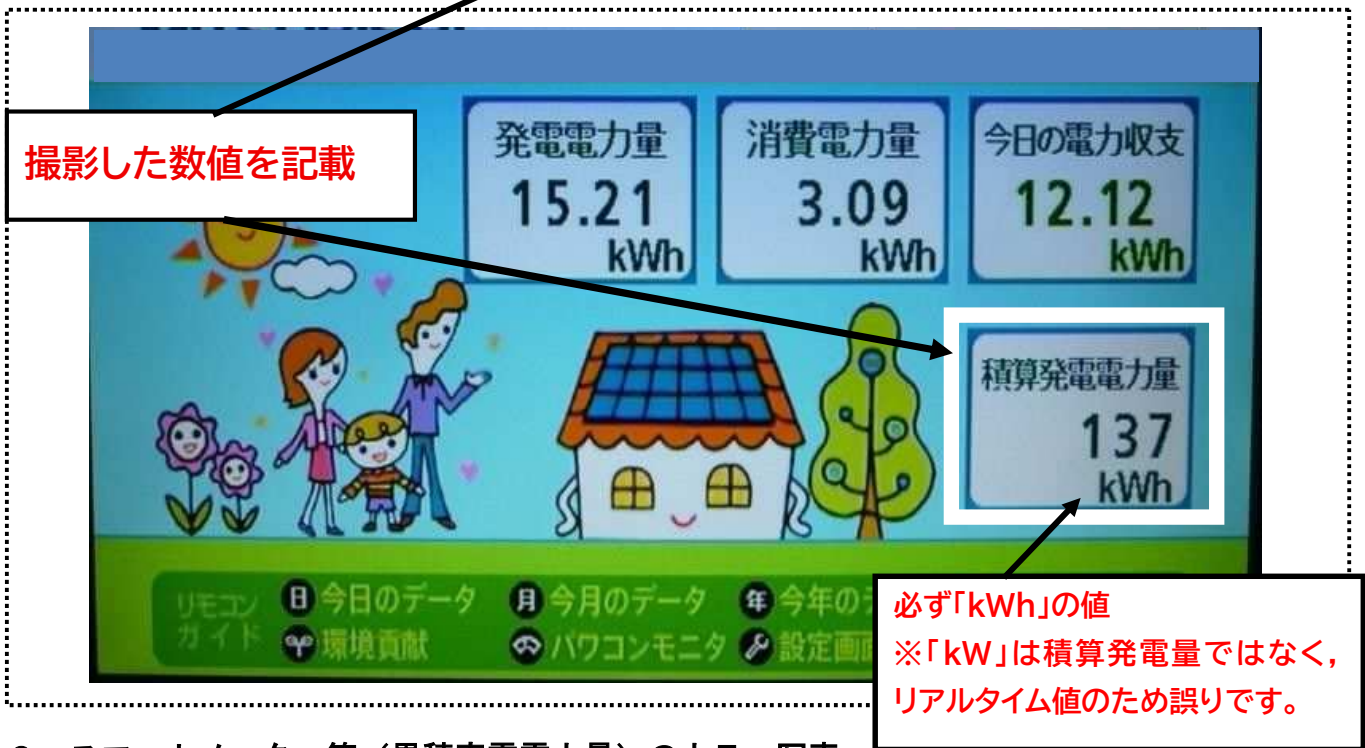 撮影した数値を記載
発電電力量
15.21
kWh
消費電力量
3.09
kWh
今日の電力収支
12.12
kWh
積算発電電力量
137
kWh
リモコン
ガイド
日 今日のデータ
月 今月のデータ
年 今年の
環境貢献
パワコンモニタ
設定画
必ず「kWh」の値
※「kW」は積算発電量ではなく,
リアルタイム値のため誤りです。